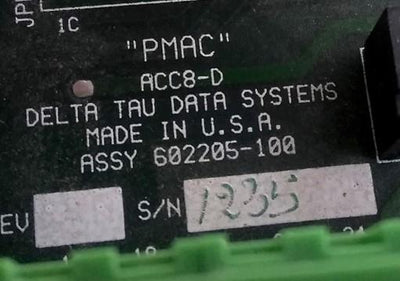 JP
1C
"PMAC"
ACC8-D
DELTA TAU DATA SYSTEMS
MADE IN U.S.A.
ASSY 602205-100
EV S/N 1235